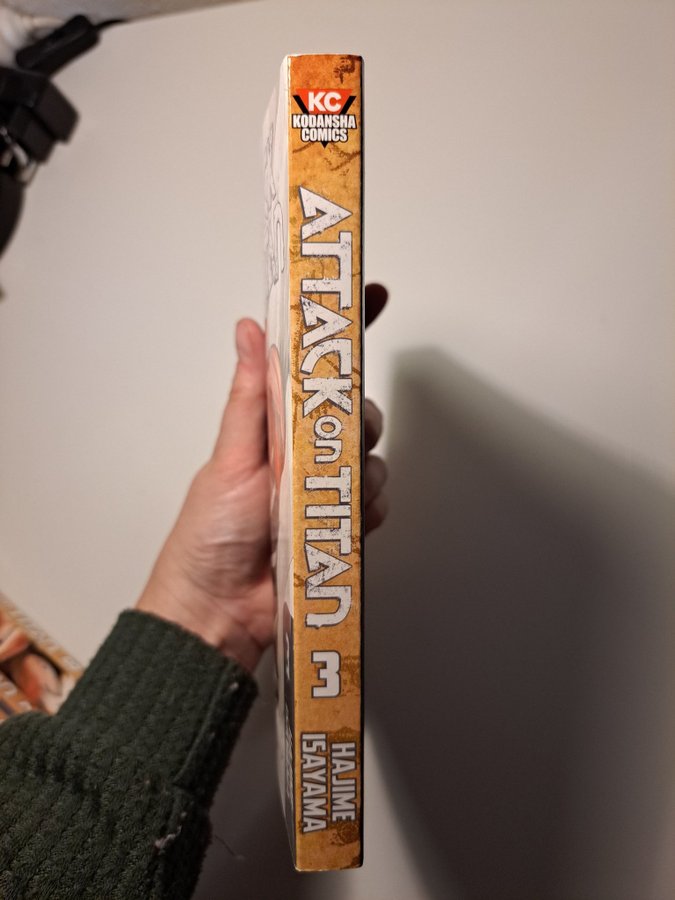 KC
KODANSHA
COMICS
ATTACK on TITAN
3
HAJIME
ISAYAMA